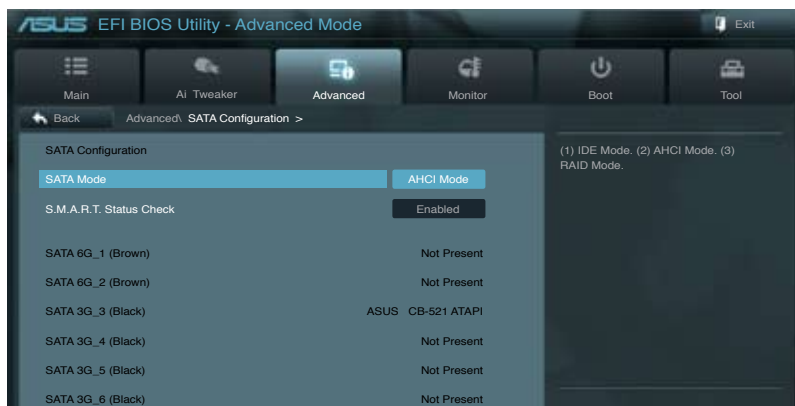 ASUS EFI BIOS Utility - Advanced Mode
Exit
Main
Ai Tweaker
Advanced
Monitor
Boot
Tool
Back
Advanced\ SATA Configuration >
SATA Configuration
SATA Mode AHCI Mode
S.M.A.R.T. Status Check Enabled
SATA 6G_1 (Brown) Not Present
SATA 6G_2 (Brown) Not Present
SATA 3G_3 (Black) ASUS CB-521 ATAPI
SATA 3G_4 (Black) Not Present
SATA 3G_5 (Black) Not Present
SATA 3G_6 (Black) Not Present
(1) IDE Mode. (2) AHCI Mode. (3)
RAID Mode.